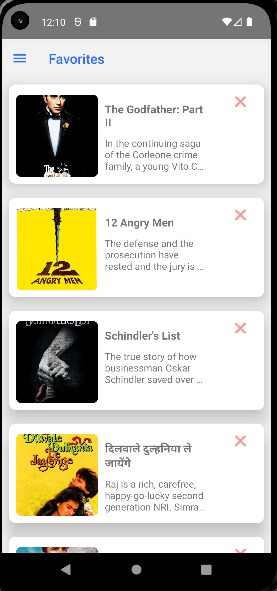 12:10
Favorites
The Godfather: Part
II
In the continuing saga
of the Corleone crime
family, a young Vito C...
12
ANGRY MEN
12 Angry Men
The defense and the
prosecution have
rested and the jury is ...
Schindler's List
Schindler's List
The true story of how
businessman Oskar
Schindler saved over ...
Dilwale
Dulhania
Le
Jayenge
दिलवाले दुल्हनिया ले
जायेंगे
Raj is a rich, carefree,
happy-go-lucky second
generation NRI. Simra...